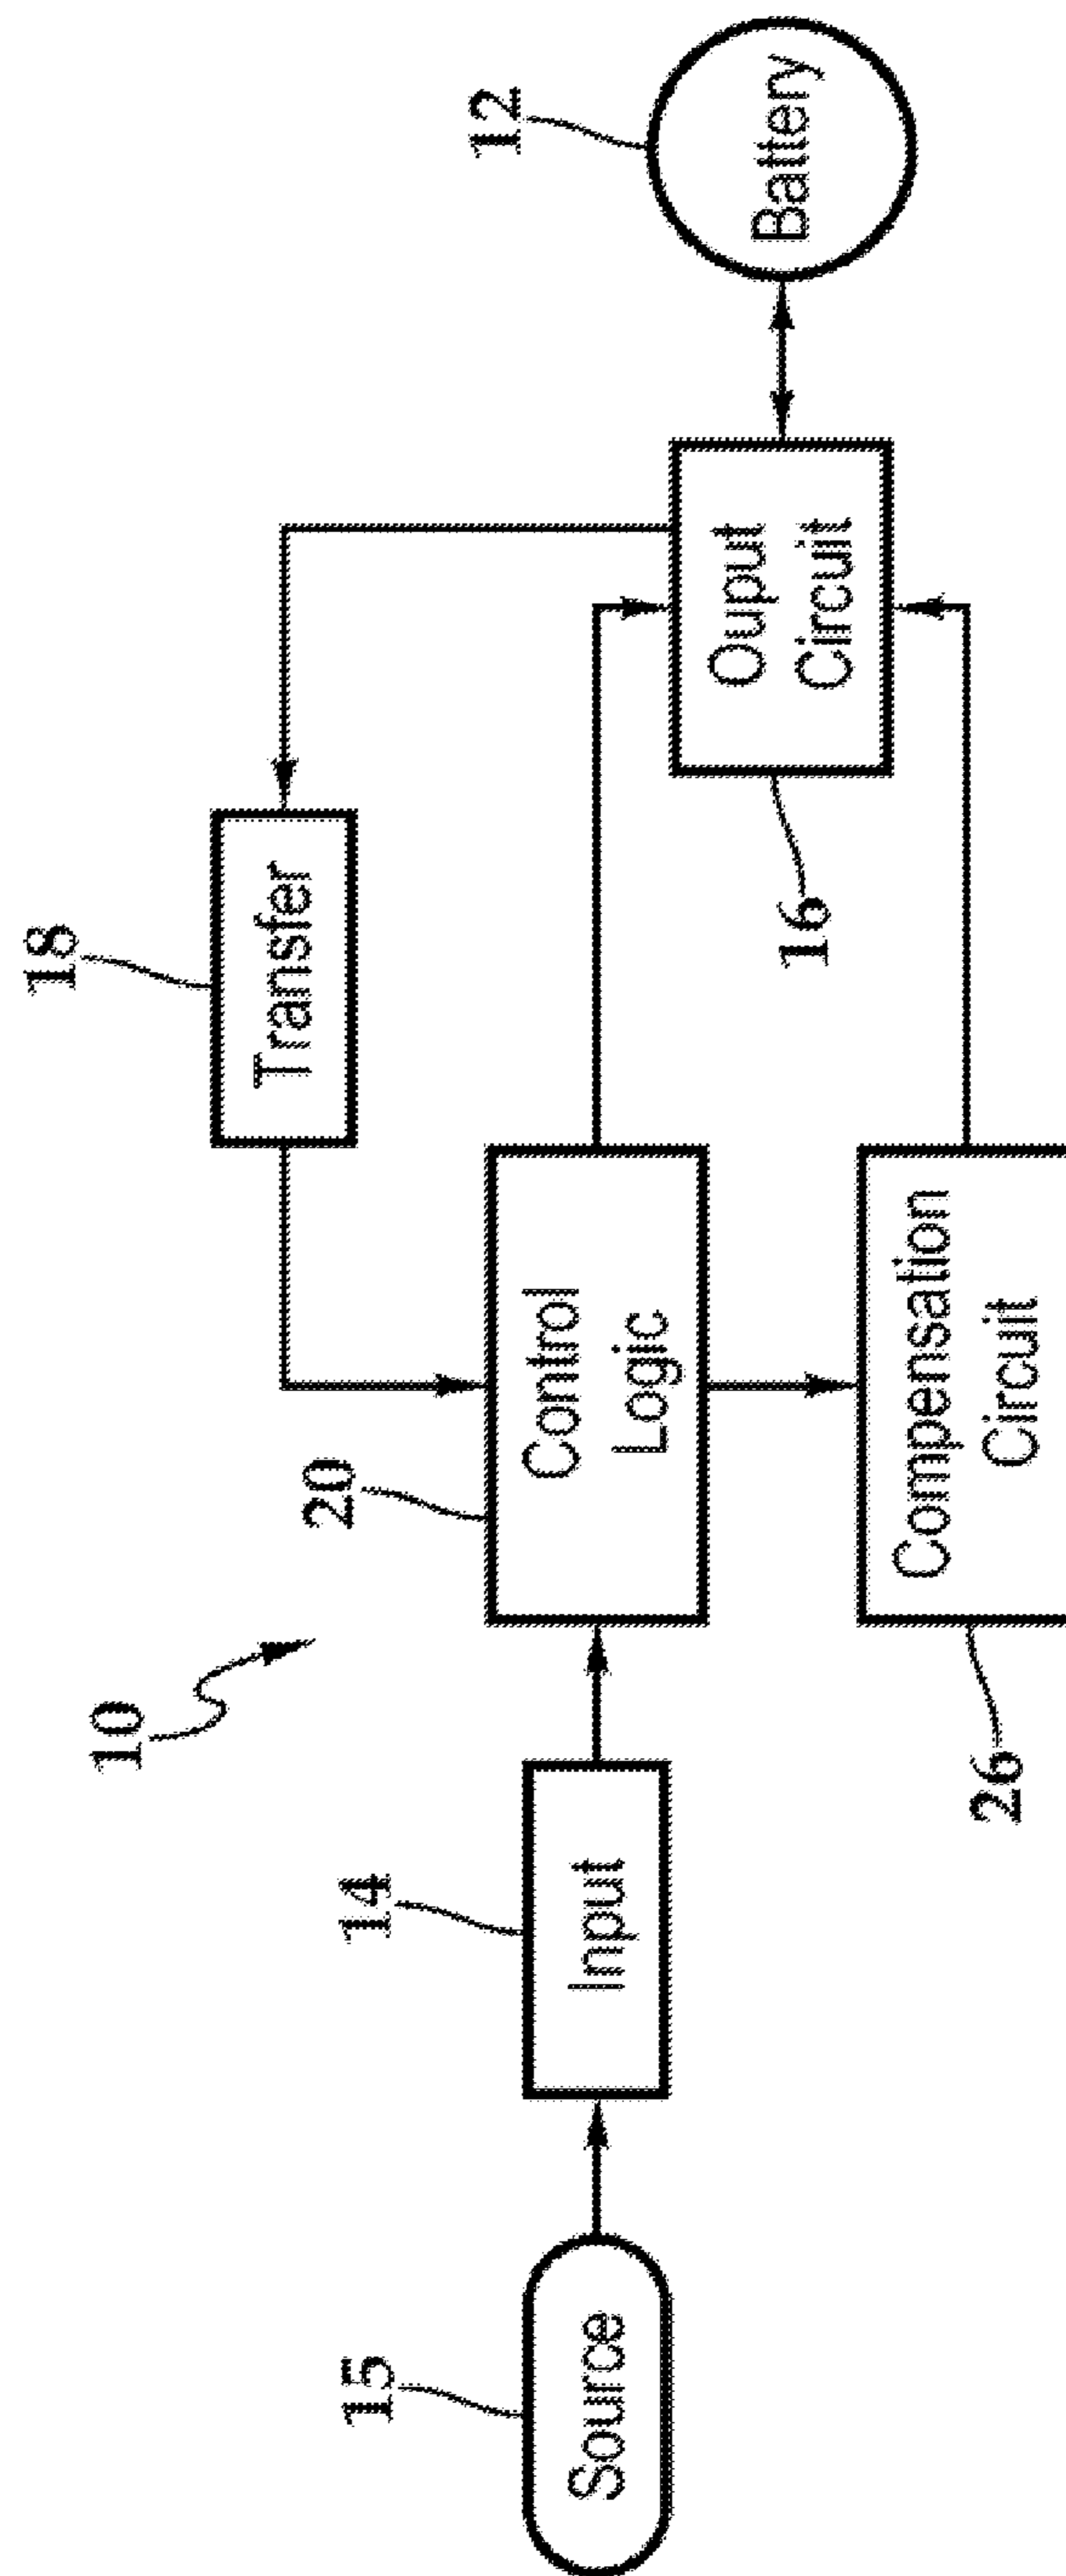 18
Transfer
12
10
20
Control
Logic
15
Source
14
Input
Ouput
Circuit
Battery
16
Compensation
Circuit
26